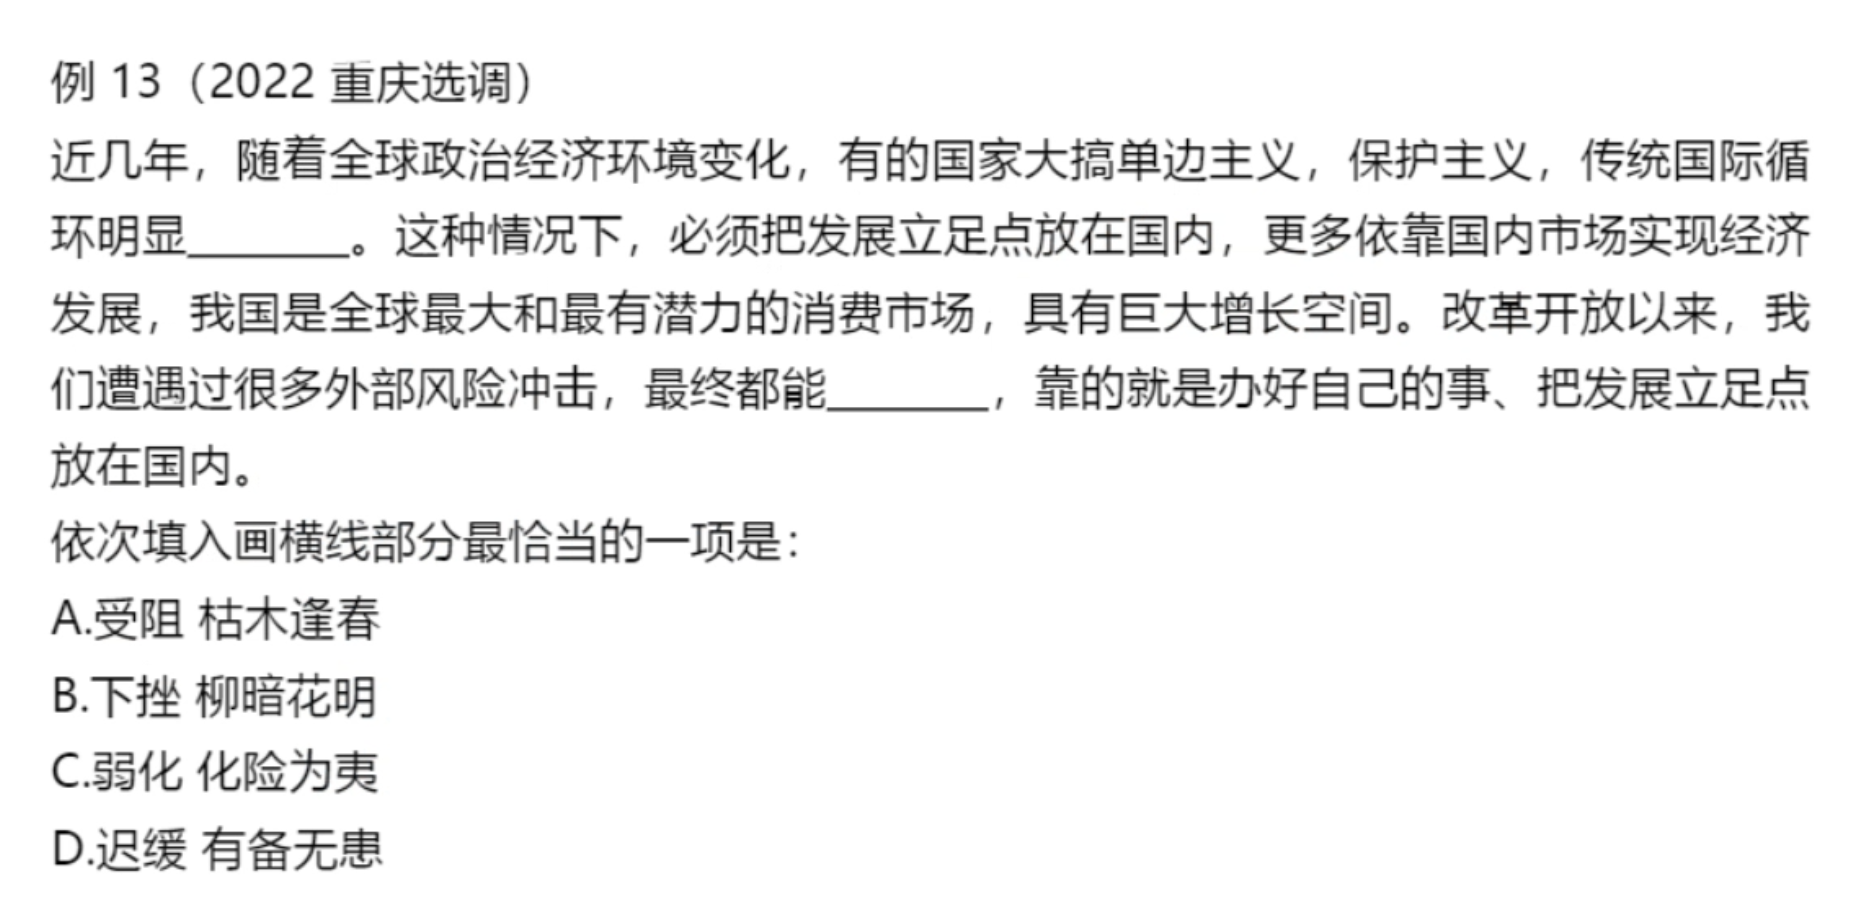 例 13（2022 重庆选调）
近几年，随着全球政治经济环境变化，有的国家大搞单边主义，保护主义，传统国际循
环明显________。这种情况下，必须把发展立足点放在国内，更多依靠国内市场实现经济
发展，我国是全球最大和最有潜力的消费市场，具有巨大增长空间。改革开放以来，我
们遭遇过很多外部风险冲击，最终都能________，靠的就是办好自己的事、把发展立足点
放在国内。
依次填入画横线部分最恰当的一项是：
A.受阻 枯木逢春
B.下挫 柳暗花明
C.弱化 化险为夷
D.迟缓 有备无患